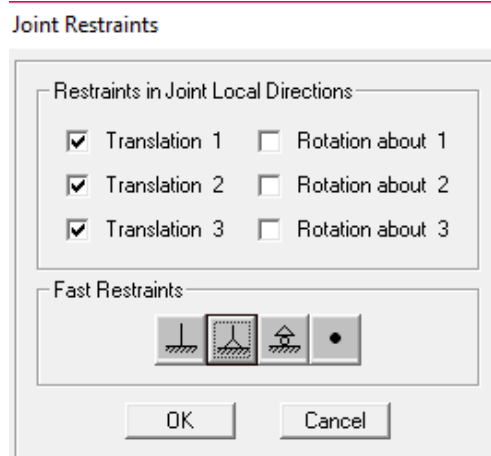 Joint Restraints
Restraints in Joint Local Directions
Translation 1 Rotation about 1
Translation 2 Rotation about 2
Translation 3 Rotation about 3
Fast Restraints
OK Cancel